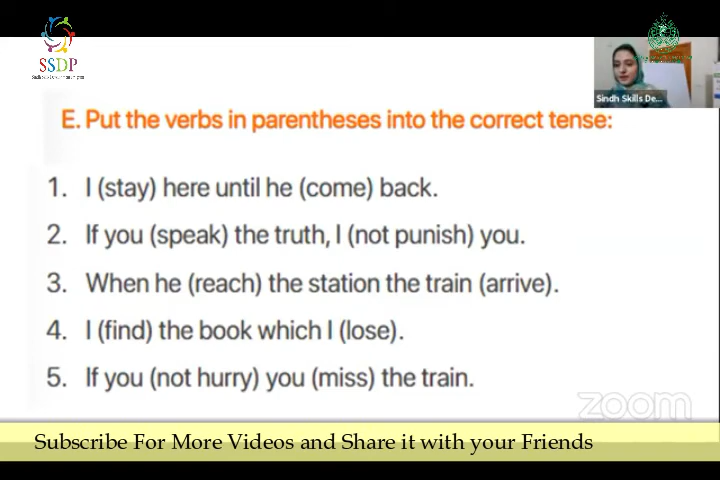 SSDP
Sindh Skills De...
E. Put the verbs in parentheses into the correct tense:
1. I (stay) here until he (come) back.
2. If you (speak) the truth, I (not punish) you.
3. When he (reach) the station the train (arrive).
4. I (find) the book which I (lose).
5. If you (not hurry) you (miss) the train.
zoom
Subscribe For More Videos and Share it with your Friends